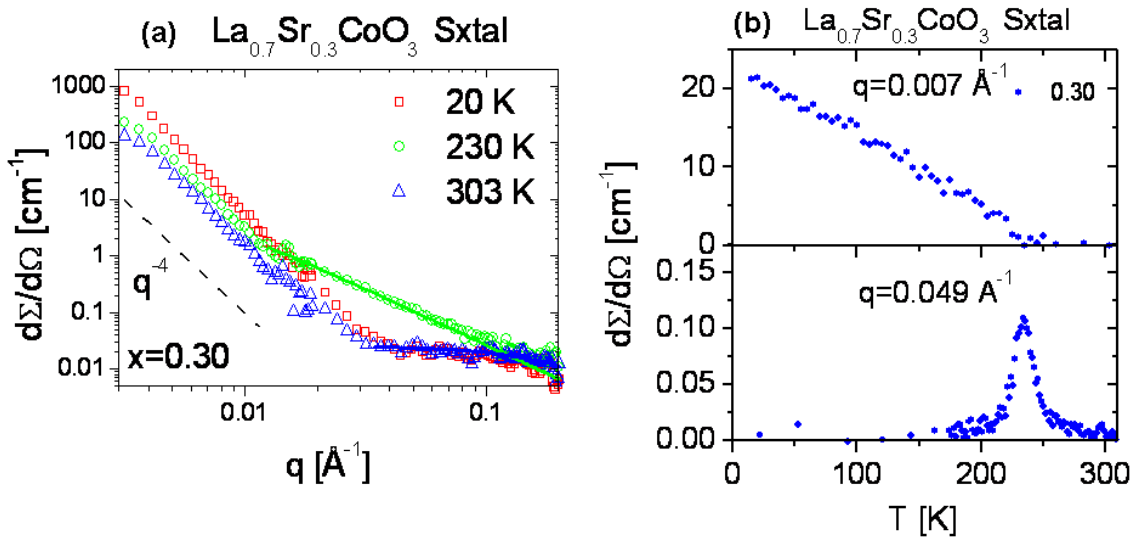 (a) La0.7Sr0.3CoO3 Sxtal
1000
100
10
1
0.1
0.01
dΣ/dΩ [cm-1]
20 K
230 K
303 K
q-4
x=0.30
0.01 0.1
q [Å-1]
(b) La0.7Sr0.3CoO3 Sxtal
q=0.007 Å-1
0.30
20
10
0
dΣ/dΩ [cm-1]
q=0.049 A-1
0.15
0.10
0.05
0.00
0 100 200 300
T [K]